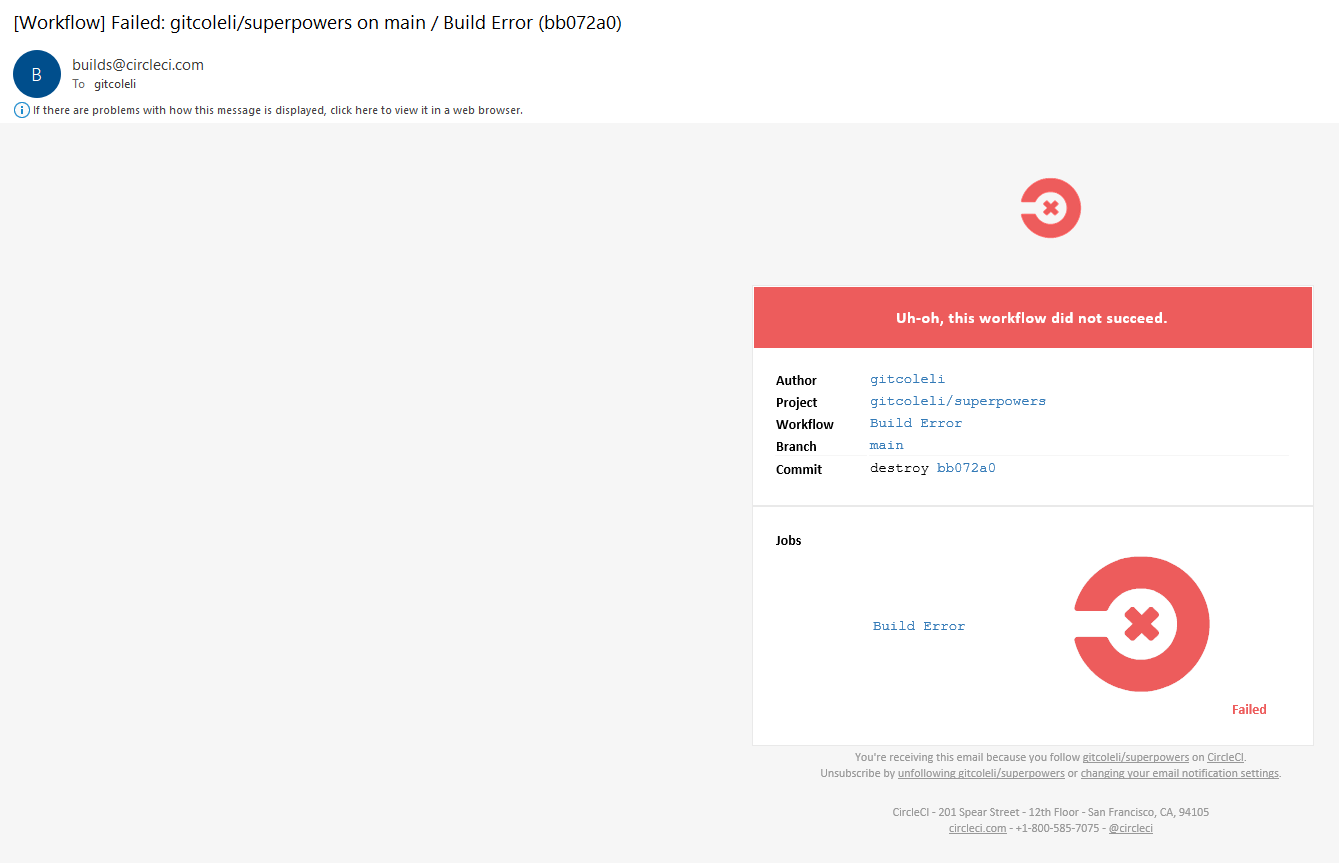 [Workflow] Failed: gitcoleli/superpowers on main / Build Error (bb072a0)
B
builds@circleci.com
To gitcoleli
If there are problems with how this message is displayed, click here to view it in a web browser.
Uh-oh, this workflow did not succeed.
Author gitcoleli
Project gitcoleli/superpowers
Workflow Build Error
Branch main
Commit destroy bb072a0
Jobs
Build Error
Failed
You're receiving this email because you follow gitcoleli/superpowers on CircleCI.
Unsubscribe by unfollowing gitcoleli/superpowers or changing your email notification settings.
CircleCI - 201 Spear Street - 12th Floor - San Francisco, CA, 94105
circleci.com - +1-800-585-7075 - @circleci